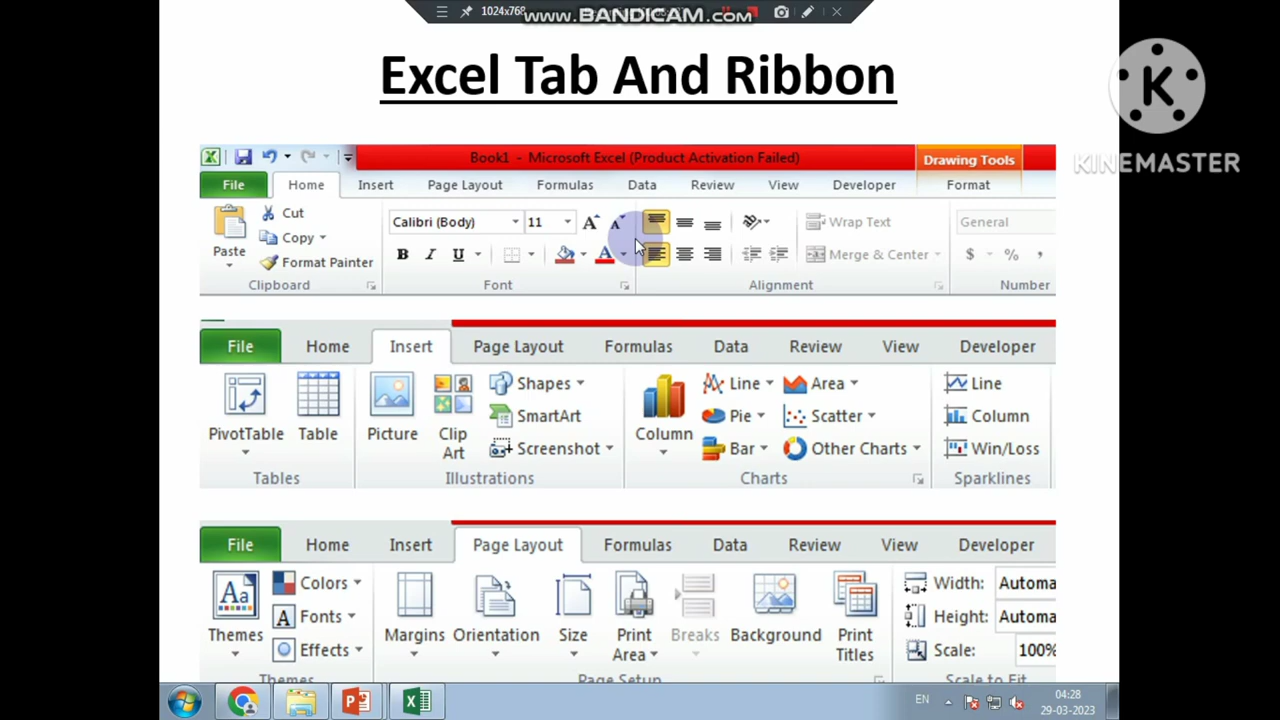 1024x768
www.BANDICAM.com
Excel Tab And Ribbon
K
KINEMASTER
Book1 - Microsoft Excel (Product Activation Failed)
Drawing Tools
File Home Insert Page Layout Formulas Data Review View Developer Format
Paste
Cut
Copy
Format Painter
Clipboard
Calibri (Body) 11
A A
B I U A
Font
Wrap Text
Merge & Center
Alignment
General
$ % ,
Number
File Home Insert Page Layout Formulas Data Review View Developer
PivotTable
Table
Tables
Picture
Clip
Art
Shapes
SmartArt
Screenshot
Illustrations
Column
Line
Pie
Bar
Area
Scatter
Other Charts
Charts
Line
Column
Win/Loss
Sparklines
File Home Insert Page Layout Formulas Data Review View Developer
Aa
Themes
Colors
A Fonts
Effects
Themes
Margins
Orientation
Size
Print
Area
Breaks
Background
Print
Titles
Page Setup
Width: Automa
Height: Automa
Scale: 100%
Scale to Fit
EN
04:28
29-03-2023